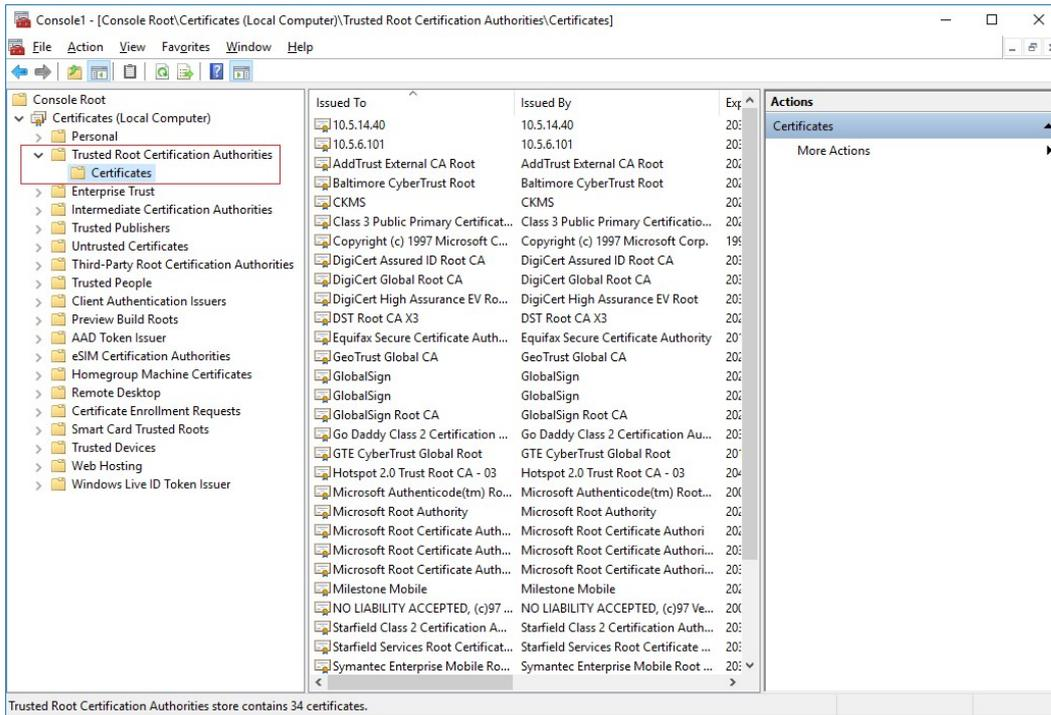 Console1 - [Console Root\Certificates (Local Computer)\Trusted Root Certification Authorities\Certificates]
File Action View Favorites Window Help
Console Root
Certificates (Local Computer)
Personal
Trusted Root Certification Authorities
Certificates
Enterprise Trust
Intermediate Certification Authorities
Trusted Publishers
Untrusted Certificates
Third-Party Root Certification Authorities
Trusted People
Client Authentication Issuers
Preview Build Roots
AAD Token Issuer
eSIM Certification Authorities
Homegroup Machine Certificates
Remote Desktop
Certificate Enrollment Requests
Smart Card Trusted Roots
Trusted Devices
Web Hosting
Windows Live ID Token Issuer
Issued To Issued By
10.5.14.40 10.5.14.40
10.5.6.101 10.5.6.101
AddTrust External CA Root AddTrust External CA Root
Baltimore CyberTrust Root Baltimore CyberTrust Root
CKMS CKMS
Class 3 Public Primary Certificat... Class 3 Public Primary Certificatio...
Copyright (c) 1997 Microsoft C... Copyright (c) 1997 Microsoft Corp.
DigiCert Assured ID Root CA DigiCert Assured ID Root CA
DigiCert Global Root CA DigiCert Global Root CA
DigiCert High Assurance EV Ro... DigiCert High Assurance EV Root
DST Root CA X3 DST Root CA X3
Equifax Secure Certificate Auth... Equifax Secure Certificate Authority
GeoTrust Global CA GeoTrust Global CA
GlobalSign GlobalSign
GlobalSign GlobalSign
GlobalSign Root CA GlobalSign Root CA
Go Daddy Class 2 Certification ... Go Daddy Class 2 Certification Au...
GTE CyberTrust Global Root GTE CyberTrust Global Root
Hotspot 2.0 Trust Root CA - 03 Hotspot 2.0 Trust Root CA - 03
Microsoft Authenticode(tm) Ro... Microsoft Authenticode(tm) Root...
Microsoft Root Authority Microsoft Root Authority
Microsoft Root Certificate Auth... Microsoft Root Certificate Authori
Microsoft Root Certificate Auth... Microsoft Root Certificate Authori...
Microsoft Root Certificate Auth... Microsoft Root Certificate Authori...
Milestone Mobile Milestone Mobile
NO LIABILITY ACCEPTED, (c)97 ... NO LIABILITY ACCEPTED, (c)97 Ve...
Starfield Class 2 Certification A... Starfield Class 2 Certification Auth...
Starfield Services Root Certificat... Starfield Services Root Certificate ...
Symantec Enterprise Mobile Ro... Symantec Enterprise Mobile Root ...
Actions
Certificates
More Actions
Trusted Root Certification Authorities store contains 34 certificates.